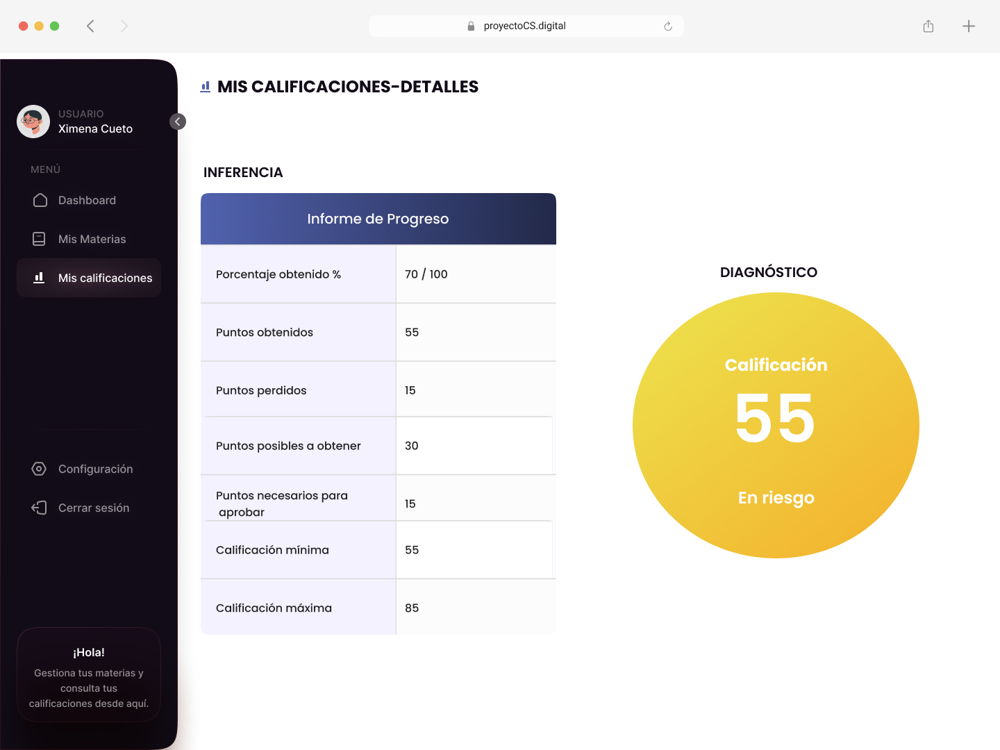 proyectoCS.digital
USUARIO
Ximena Cueto
MENÚ
Dashboard
Mis Materias
Mis calificaciones
Configuración
Cerrar sesión
¡Hola!
Gestiona tus materias y
consulta tus
calificaciones desde aquí.
MIS CALIFICACIONES-DETALLES
INFERENCIA
Informe de Progreso
Porcentaje obtenido % 70 / 100
Puntos obtenidos 55
Puntos perdidos 15
Puntos posibles a obtener 30
Puntos necesarios para
aprobar 15
Calificación mínima 55
Calificación máxima 85
DIAGNÓSTICO
Calificación
55
En riesgo